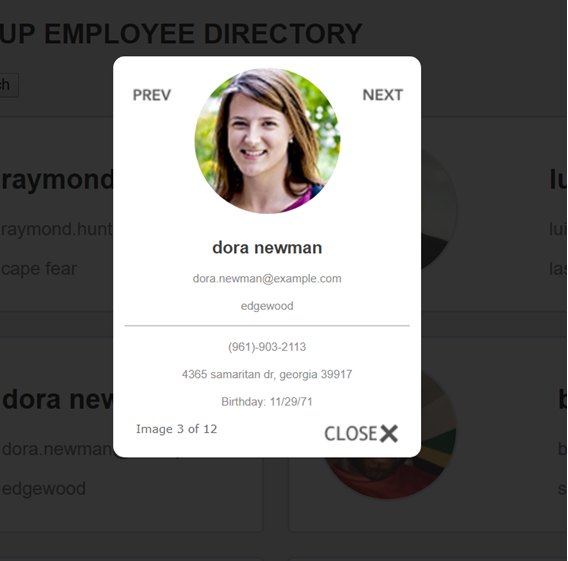 UP EMPLOYEE DIRECTORY
ch
PREV
NEXT
raymond
lu
raymond.hunt
lui
cape fear
las
dora newman
dora.newman@example.com
edgewood
(961)-903-2113
4365 samaritan dr, georgia 39917
Birthday: 11/29/71
Image 3 of 12
CLOSE
dora new
b
dora.newman
b
edgewood
s